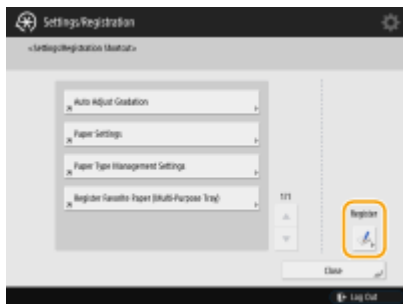 Settings/Registration
<Settings/Registration Shortcut>
Auto Adjust Gradation
Paper Settings
Paper Type Management Settings
Register Favorite Paper (Multi-Purpose Tray)
1/1
Register
Close
Log Out